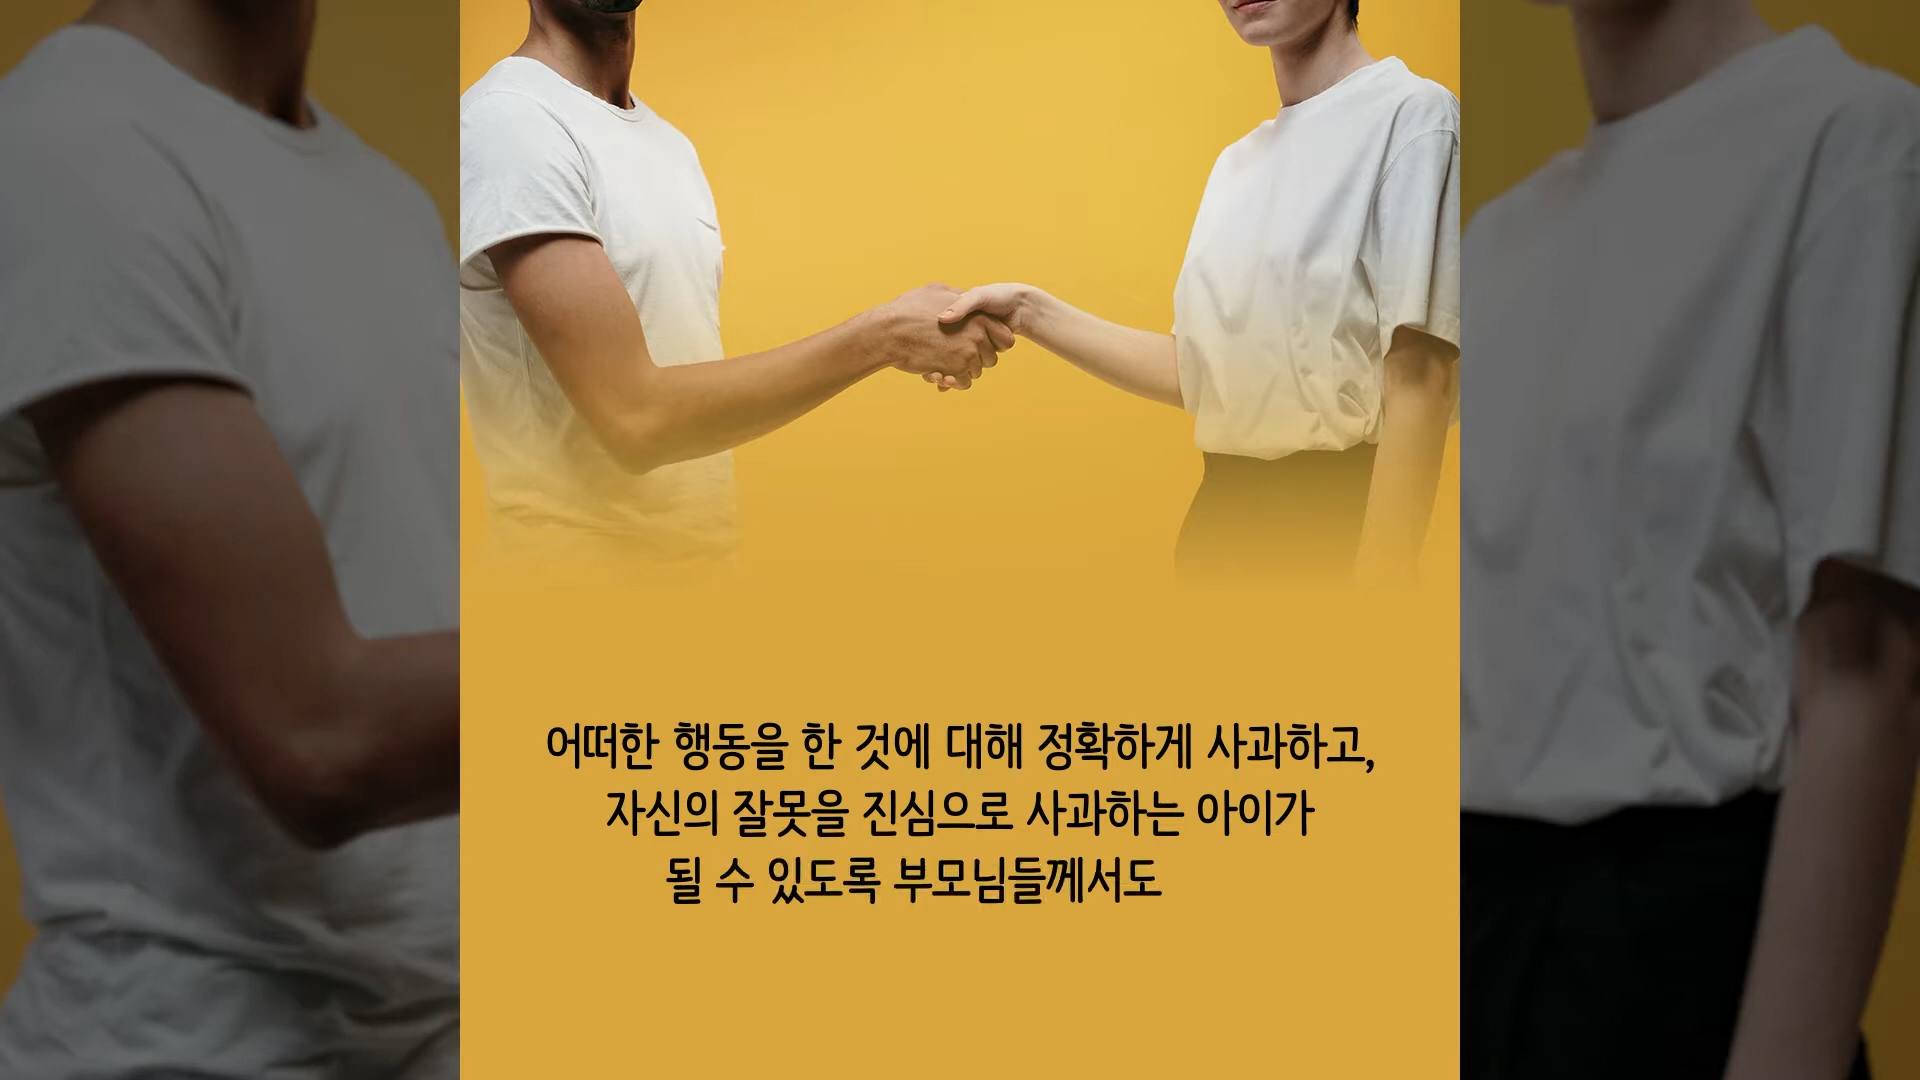 어떠한 행동을 한 것에 대해 정확하게 사과하고,
자신의 잘못을 진심으로 사과하는 아이가
될 수 있도록 부모님들께서도